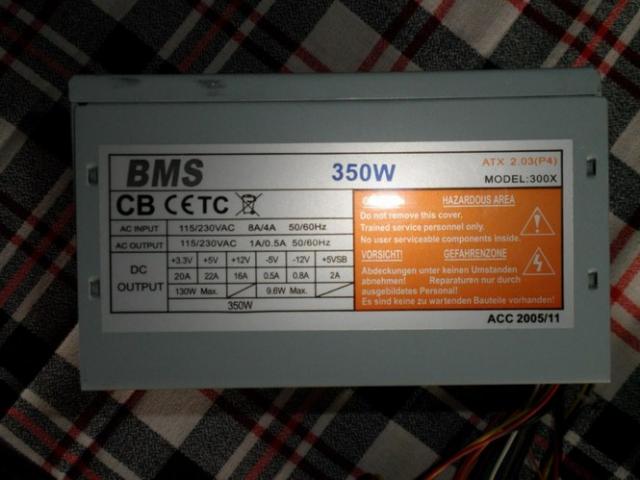 BMS
350W
ATX 2.03(P4)
MODEL:300X
CB CE TC
AC INPUT 115/230VAC 8A/4A 50/60Hz
AC OUTPUT 115/230VAC 1A/0.5A 50/60Hz
DC OUTPUT
+3.3V +5V +12V -5V -12V +5VSB
20A 22A 16A 0.5A 0.8A 2A
130W Max. 9.6W Max.
350W
HAZARDOUS AREA
Do not remove this cover.
Trained service personel only.
No user serviceable components inside.
VORSICHT! GEFAHRENZONE
Abdeckungen unter keinen Umstanden
abnehmen! Reparaturen nur durch
ausgebildetes Personal!
Es sind keine zu wartenden Bauteile vorhanden!
ACC 2005/11